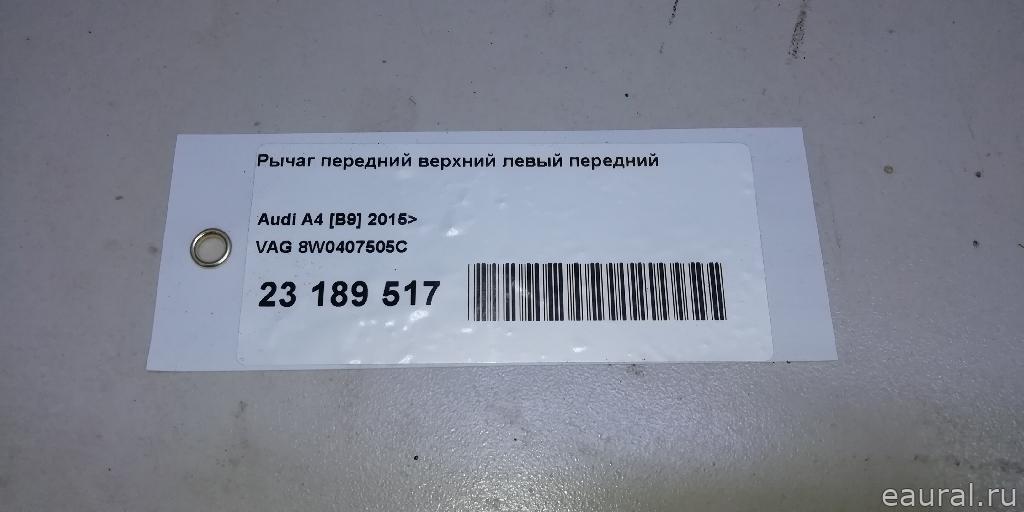 Рычаг передний верхний левый передний
Audi A4 [B9] 2015>
VAG 8W0407505C
23 189 517
eaural.ru